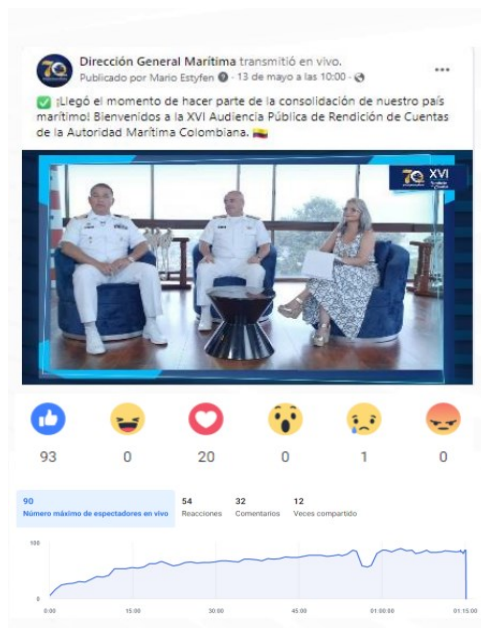 Dirección General Marítima transmitió en vivo.
Publicado por Mario Estyfen · 13 de mayo a las 10:00 ·
¡Llegó el momento de hacer parte de la consolidación de nuestro país
marítimo! Bienvenidos a la XVI Audiencia Pública de Rendición de Cuentas
de la Autoridad Marítima Colombiana.
70 XVI
93 0 20 0 1 0
90 54 32 12
Número máximo de espectadores en vivo Reacciones Comentarios Veces compartido
100
0
0:00 15:00 30:00 45:00 01:00:00 01:15:00